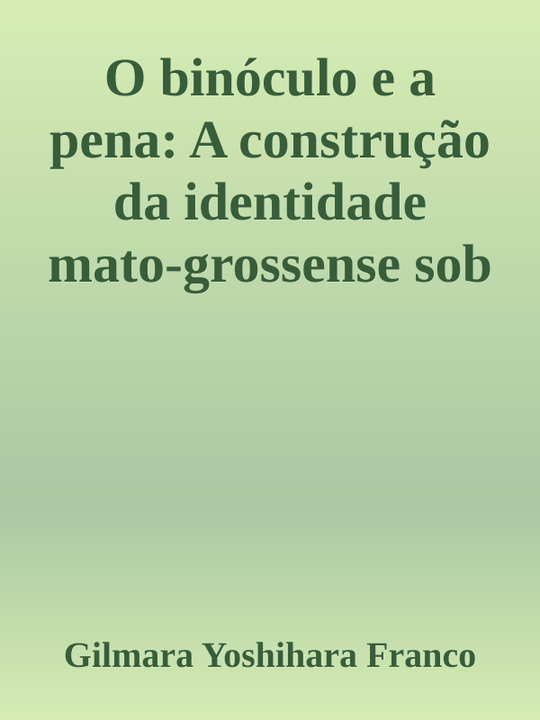 O binóculo e a
pena: A construção
da identidade
mato-grossense sob
Gilmara Yoshihara Franco